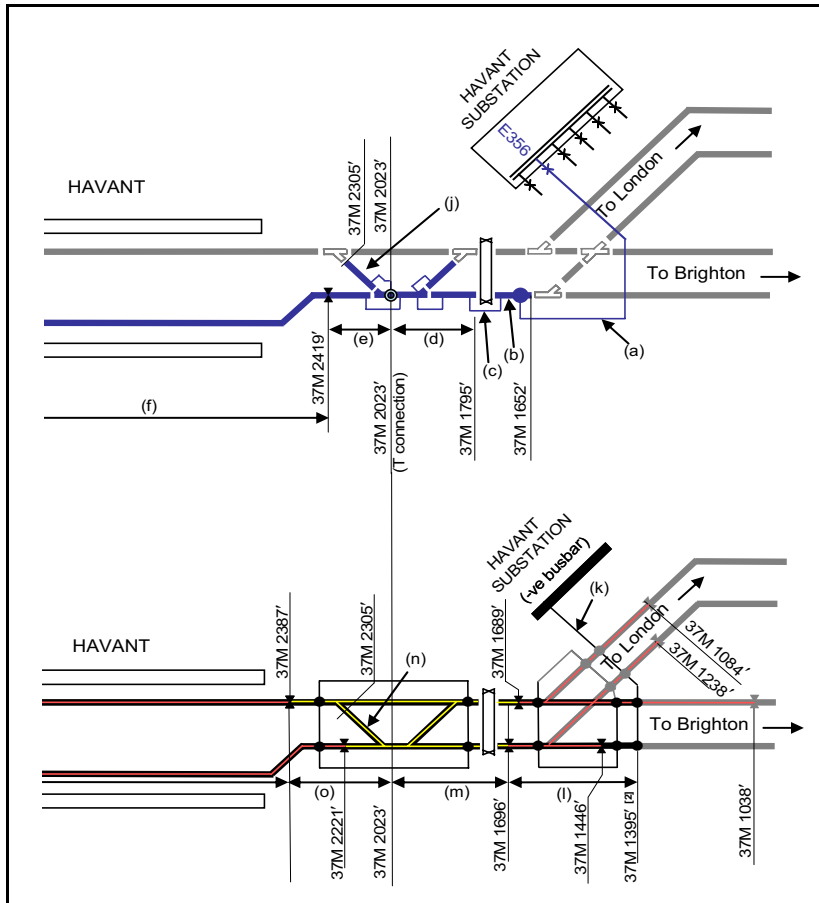 HAVANT
SUBSTATION
E356
HAVANT
37M 2305′
37M 2023′
(j)
To London
To Brighton
(a)
(b)
(c)
(e)
(d)
(f)
37M 2419′
37M 2023′
(T connection)
37M 1795′
37M 1652′
HAVANT
SUBSTATION
(-ve busbar)
(k)
HAVANT
37M 2387′
37M 2305′
(n)
37M 1689′
To London
37M 1084′
37M 1238′
To Brighton
(o)
(m)
(l)
37M 2221′
37M 2023′
37M 1696′
37M 1446′
37M 1395′ [2]
37M 1038′